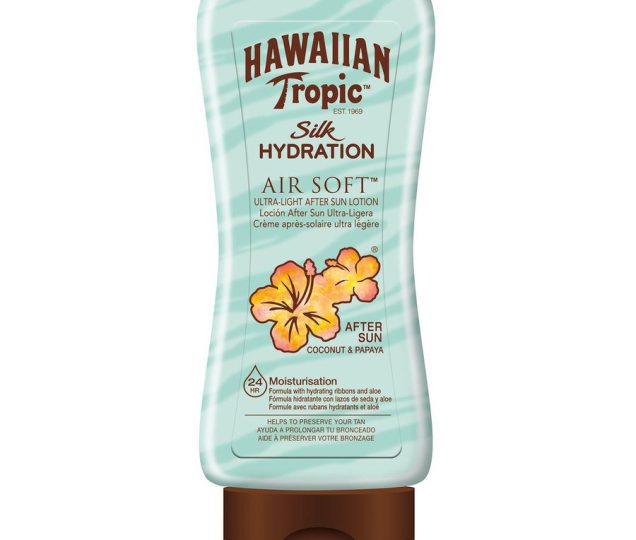 HAWAIIAN
Tropic™
EST. 1969
Silk
HYDRATION
AIR SOFT™
ULTRA-LIGHT AFTER SUN LOTION
Loción After Sun Ultra-Ligera
Crème après-solaire ultra légère
®
AFTER
SUN
COCONUT & PAPAYA
24
HR
Moisturisation
Formula with hydrating ribbons and aloe
Fórmula hidratante con lazos de seda y aloe
Formule avec rubans hydratants et aloé
HELPS TO PRESERVE YOUR TAN
AYUDA A PROLONGAR TU BRONCEADO
AIDE À PRÉSERVER VOTRE BRONZAGE